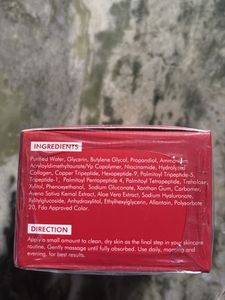 INGREDIENTS
Purified Water, Glycerin, Butylene Glycol, Propandiol, Ammonium
Acryloyldimethyltaurate/Vp Copolymer, Niacinamide, Hydrolyzed
Collagen, Copper Tripeptide, Hexapeptide-9, Palmitoyl Tripeptide-5,
Tripeptide-1, Palmitoyl Pentapeptide 4, Palmitoyl Tetrapeptide, Trehalose,
Xylitol, Phenoxyethanol, Sodium Gluconate, Xanthan Gum, Carbomer,
Avena Sativa Kernel Extract, Aloe Vera Extract, Sodium Hyaluronate,
Xylitylglucoside, Anhydroxylitol, Ethylhexylglycerin, Allantoin, Polysorbate
20, Fda Approved Color.
DIRECTION
Apply a small amount to clean, dry skin as the final step in your skincare
routine. Gently massage until fully absorbed. Use daily, morning and
evening, for best results.